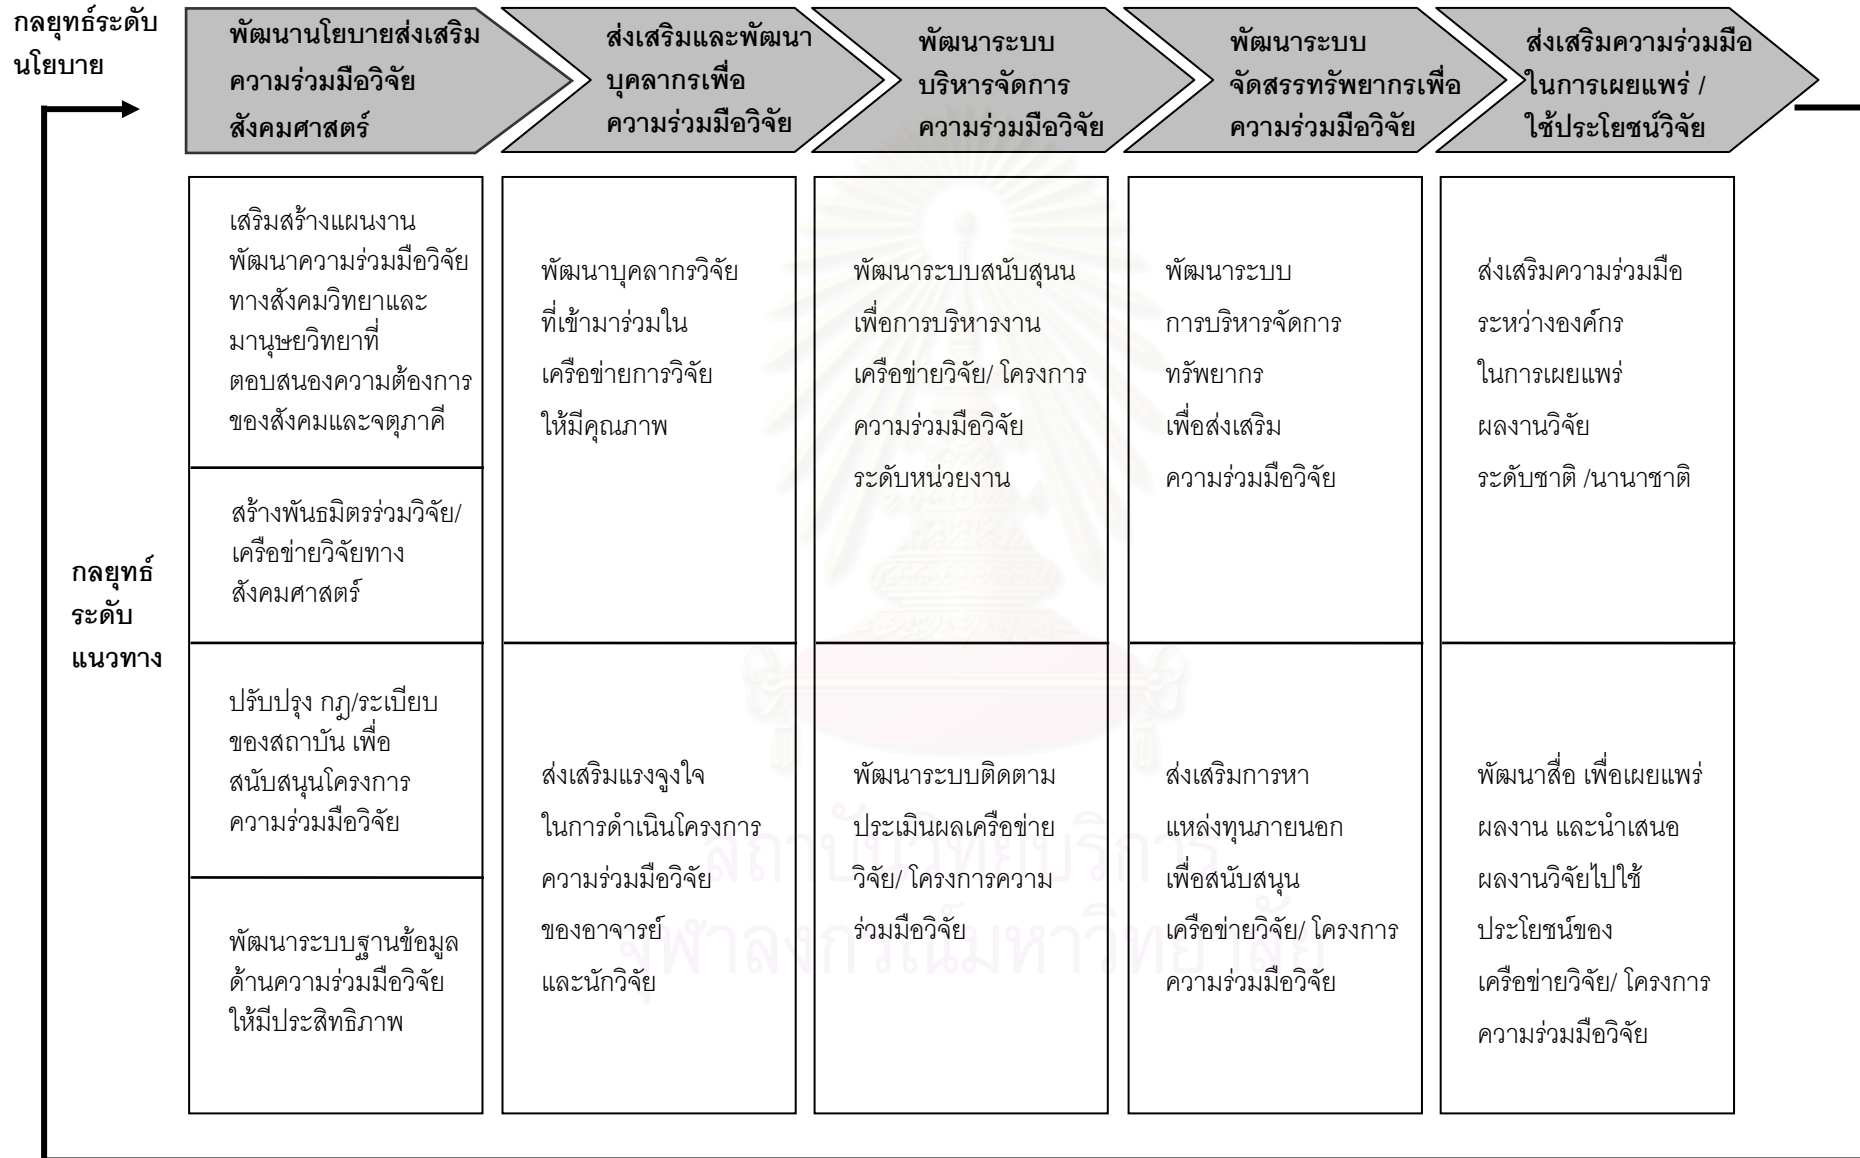 กลยุทธ์ระดับ
นโยบาย
พัฒนานโยบายส่งเสริม
ความร่วมมือวิจัย
สังคมศาสตร์
ส่งเสริมและพัฒนา
บุคลากรเพื่อ
ความร่วมมือวิจัย
พัฒนาระบบ
บริหารจัดการ
ความร่วมมือวิจัย
พัฒนาระบบ
จัดสรรทรัพยากรเพื่อ
ความร่วมมือวิจัย
ส่งเสริมความร่วมมือ
ในการเผยแพร่ /
ใช้ประโยชน์วิจัย
กลยุทธ์
ระดับ
แนวทาง
เสริมสร้างแผนงาน
พัฒนาความร่วมมือวิจัย
ทางสังคมวิทยาและ
มานุษยวิทยาที่
ตอบสนองความต้องการ
ของสังคมและจตุภาคี
สร้างพันธมิตรร่วมวิจัย/
เครือข่ายวิจัยทาง
สังคมศาสตร์
ปรับปรุง กฎ/ระเบียบ
ของสถาบัน เพื่อ
สนับสนุนโครงการ
ความร่วมมือวิจัย
พัฒนาระบบฐานข้อมูล
ด้านความร่วมมือวิจัย
ให้มีประสิทธิภาพ
พัฒนาบุคลากรวิจัย
ที่เข้ามาร่วมใน
เครือข่ายการวิจัย
ให้มีคุณภาพ
ส่งเสริมแรงจูงใจ
ในการดำเนินโครงการ
ความร่วมมือวิจัย
ของอาจารย์
และนักวิจัย
พัฒนาระบบสนับสุนน
เพื่อการบริหารงาน
เครือข่ายวิจัย/ โครงการ
ความร่วมมือวิจัย
ระดับหน่วยงาน
พัฒนาระบบติดตาม
ประเมินผลเครือข่าย
วิจัย/ โครงการความ
ร่วมมือวิจัย
พัฒนาระบบ
การบริหารจัดการ
ทรัพยากร
เพื่อส่งเสริม
ความร่วมมือวิจัย
ส่งเสริมการหา
แหล่งทุนภายนอก
เพื่อสนับสนุน
เครือข่ายวิจัย/ โครงการ
ความร่วมมือวิจัย
ส่งเสริมความร่วมมือ
ระหว่างองค์กร
ในการเผยแพร่
ผลงานวิจัย
ระดับชาติ /นานาชาติ
พัฒนาสื่อ เพื่อเผยแพร่
ผลงาน และนำเสนอ
ผลงานวิจัยไปใช้
ประโยชน์ของ
เครือข่ายวิจัย/ โครงการ
ความร่วมมือวิจัย
สถาบันวิทยบริการ
จุฬาลงกรณ์มหาวิทยาลัย